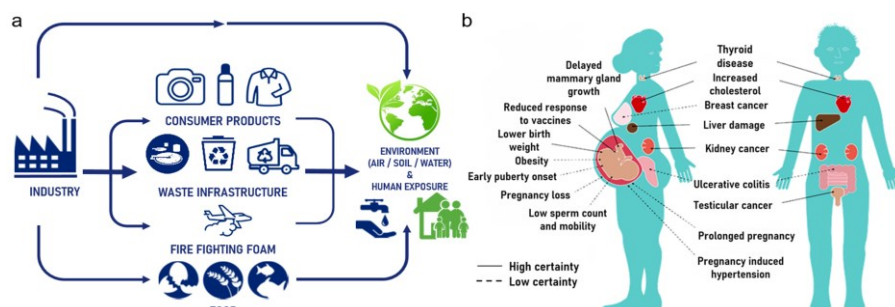 a
CONSUMER PRODUCTS
INDUSTRY
WASTE INFRASTRUCTURE
FIRE FIGHTING FOAM
ENVIRONMENT
(AIR / SOIL / WATER)
&
HUMAN EXPOSURE
b
Delayed
mammary gland
growth
Reduced response
to vaccines
Lower birth
weight
Obesity
Early puberty onset
Pregnancy loss
Low sperm count
and mobility
High certainty
Low certainty
Thyroid
disease
Increased
cholesterol
Breast cancer
Liver damage
Kidney cancer
Ulcerative colitis
Testicular cancer
Prolonged pregnancy
Pregnancy induced
hypertension